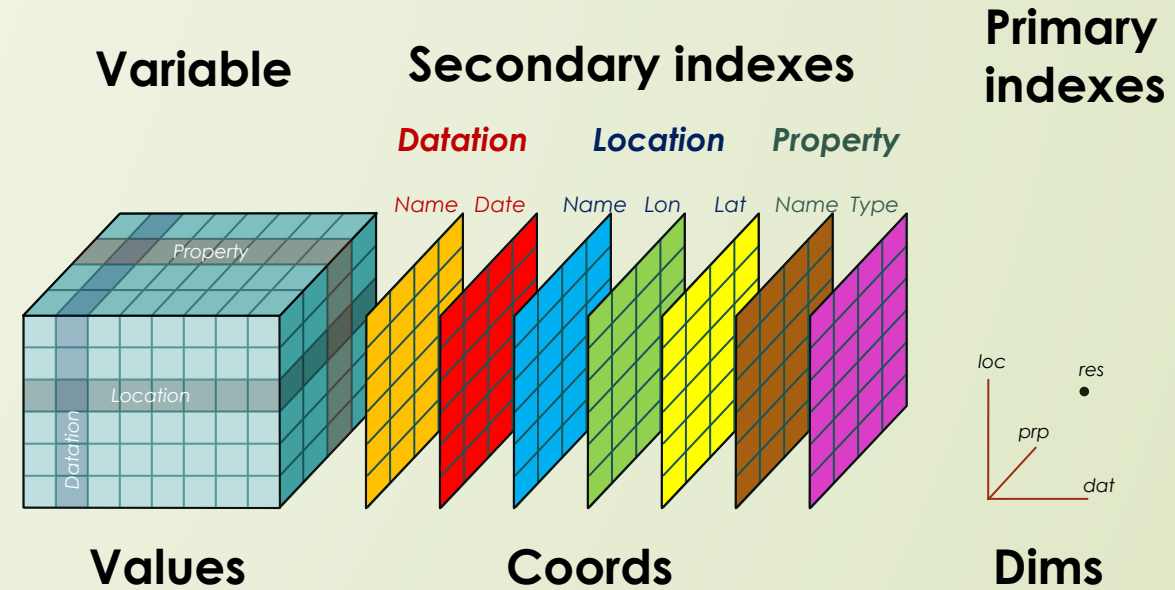 Variable
Secondary indexes
Primary
indexes
Datation
Location
Property
Name
Date
Name
Lon
Lat
Name
Type
Property
Location
Datation
loc
res
prp
dat
Values
Coords
Dims